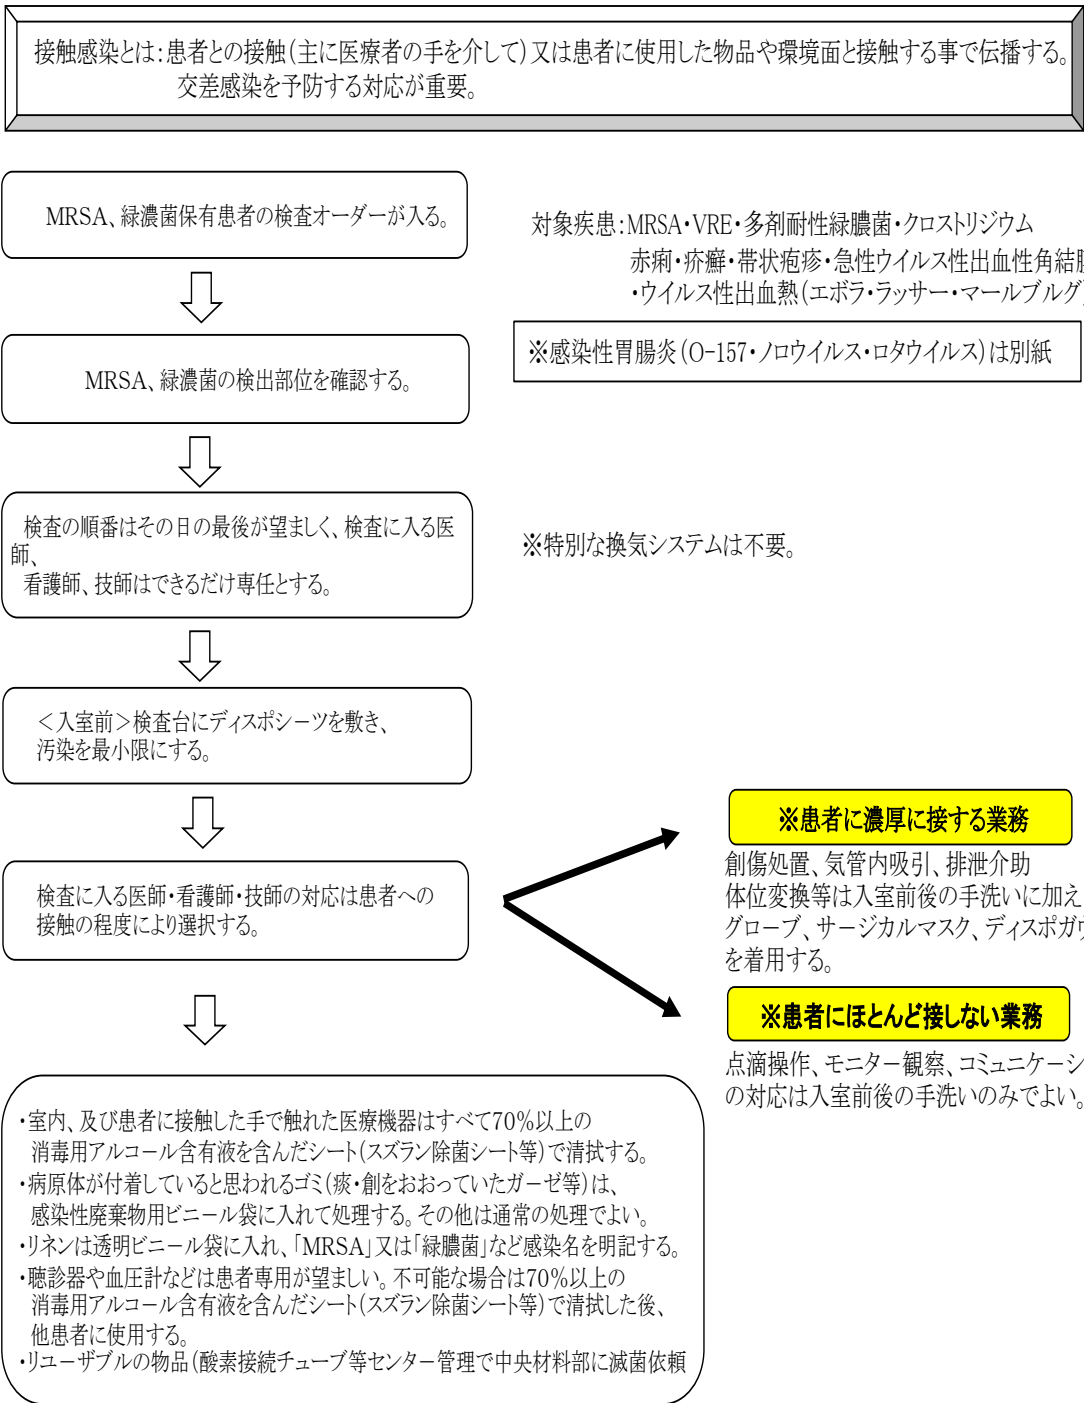 接触感染とは：患者との接触（主に医療者の手を介して）又は患者に使用した物品や環境面と接触する事で伝播する。
交差感染を予防する対応が重要。
MRSA、緑濃菌保有患者の検査オーダーが入る。
対象疾患：MRSA・VRE・多剤耐性緑膿菌・クロストリジウム
赤痢・疥癬・帯状疱疹・急性ウイルス性出血性角結膜
・ウイルス性出血熱（エボラ・ラッサー・マールブルグ）
※感染性胃腸炎（O-157・ノロウイルス・ロタウイルス）は別紙
MRSA、緑濃菌の検出部位を確認する。
検査の順番はその日の最後が望ましく、検査に入る医
師、
看護師、技師はできるだけ専任とする。
※特別な換気システムは不要。
＜入室前＞検査台にディスポシーツを敷き、
汚染を最小限にする。
検査に入る医師・看護師・技師の対応は患者への
接触の程度により選択する。
※患者に濃厚に接する業務
創傷処置、気管内吸引、排泄介助
体位変換等は入室前後の手洗いに加え
グローブ、サージカルマスク、ディスポガウ
を着用する。
※患者にほとんど接しない業務
点滴操作、モニター観察、コミュニケーシ
の対応は入室前後の手洗いのみでよい。
・室内、及び患者に接触した手で触れた医療機器はすべて70％以上の
消毒用アルコール含有液を含んだシート（スズラン除菌シート等）で清拭する。
・病原体が付着していると思われるゴミ（痰・創をおおっていたガーゼ等）は、
感染性廃棄物用ビニール袋に入れて処理する。その他は通常の処理でよい。
・リネンは透明ビニール袋に入れ、「MRSA」又は「緑膿菌」など感染名を明記する。
・聴診器や血圧計などは患者専用が望ましい。不可能な場合は70％以上の
消毒用アルコール含有液を含んだシート（スズラン除菌シート等）で清拭した後、
他患者に使用する。
・リユーザブルの物品（酸素接続チューブ等センター管理で中央材料部に滅菌依頼